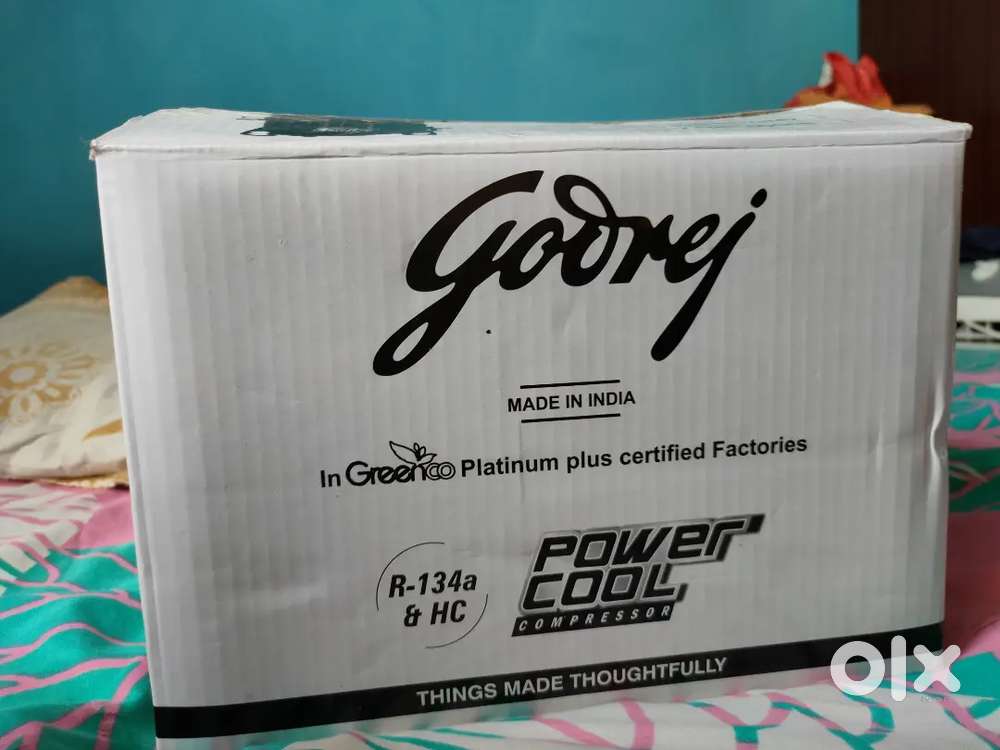 Godrej
MADE IN INDIA
In GreenCo Platinum plus certified Factories
R-134a
& HC
POWER
COOL
COMPRESSOR
THINGS MADE THOUGHTFULLY
olx